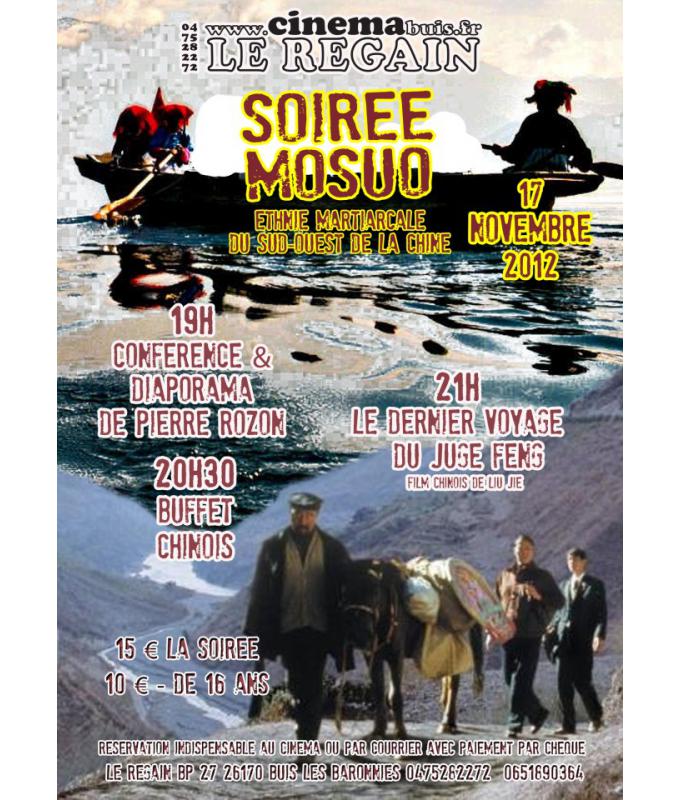 04
75
28
22
72
www.cinemabuis.fr
LE REGAIN
SOIREE
MOSUO
ETHNIE MARTIARCALE
DU SUD-OUEST DE LA CHINE
17
NOVEMBRE
2012
19H
CONFERENCE &
DIAPORAMA
DE PIERRE ROZON
20H30
BUFFET
CHINOIS
21H
LE DERNIER VOYAGE
DU JUGE FENG
FILM CHINOIS DE LIU JIE
15 € LA SOIREE
10 € - DE 16 ANS
RESERVATION INDISPENSABLE AU CINEMA OU PAR COURRIER AVEC PAIEMENT PAR CHEQUE
LE REGAIN BP 27 26170 BUIS LES BARONNIES 0475282272 0651690364